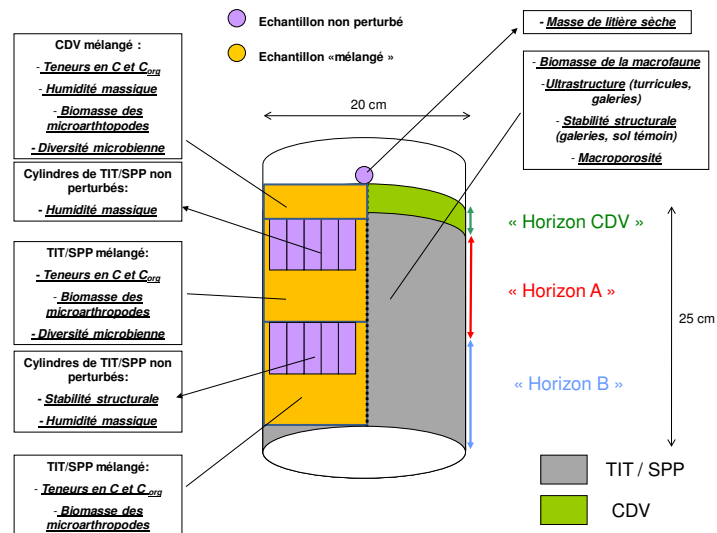 CDV mélangé :
- Teneurs en C et Corg
- Humidité massique
- Biomasse des
microarthtopodes
- Diversité microbienne
Cylindres de TIT/SPP non
perturbés:
- Humidité massique
TIT/SPP mélangé:
- Teneurs en C et Corg
- Biomasse des
microarthropodes
- Diversité microbienne
Cylindres de TIT/SPP non
perturbés:
- Stabilité structurale
- Humidité massique
TIT/SPP mélangé:
- Teneurs en C et Corg
- Biomasse des
microarthropodes
Echantillon non perturbé
Echantillon «mélangé »
20 cm
- Masse de litière sèche
- Biomasse de la macrofaune
-Ultrastructure (turricules,
galeries)
- Stabilité structurale
(galeries, sol témoin)
- Macroporosité
« Horizon CDV »
« Horizon A »
« Horizon B »
25 cm
TIT / SPP
CDV